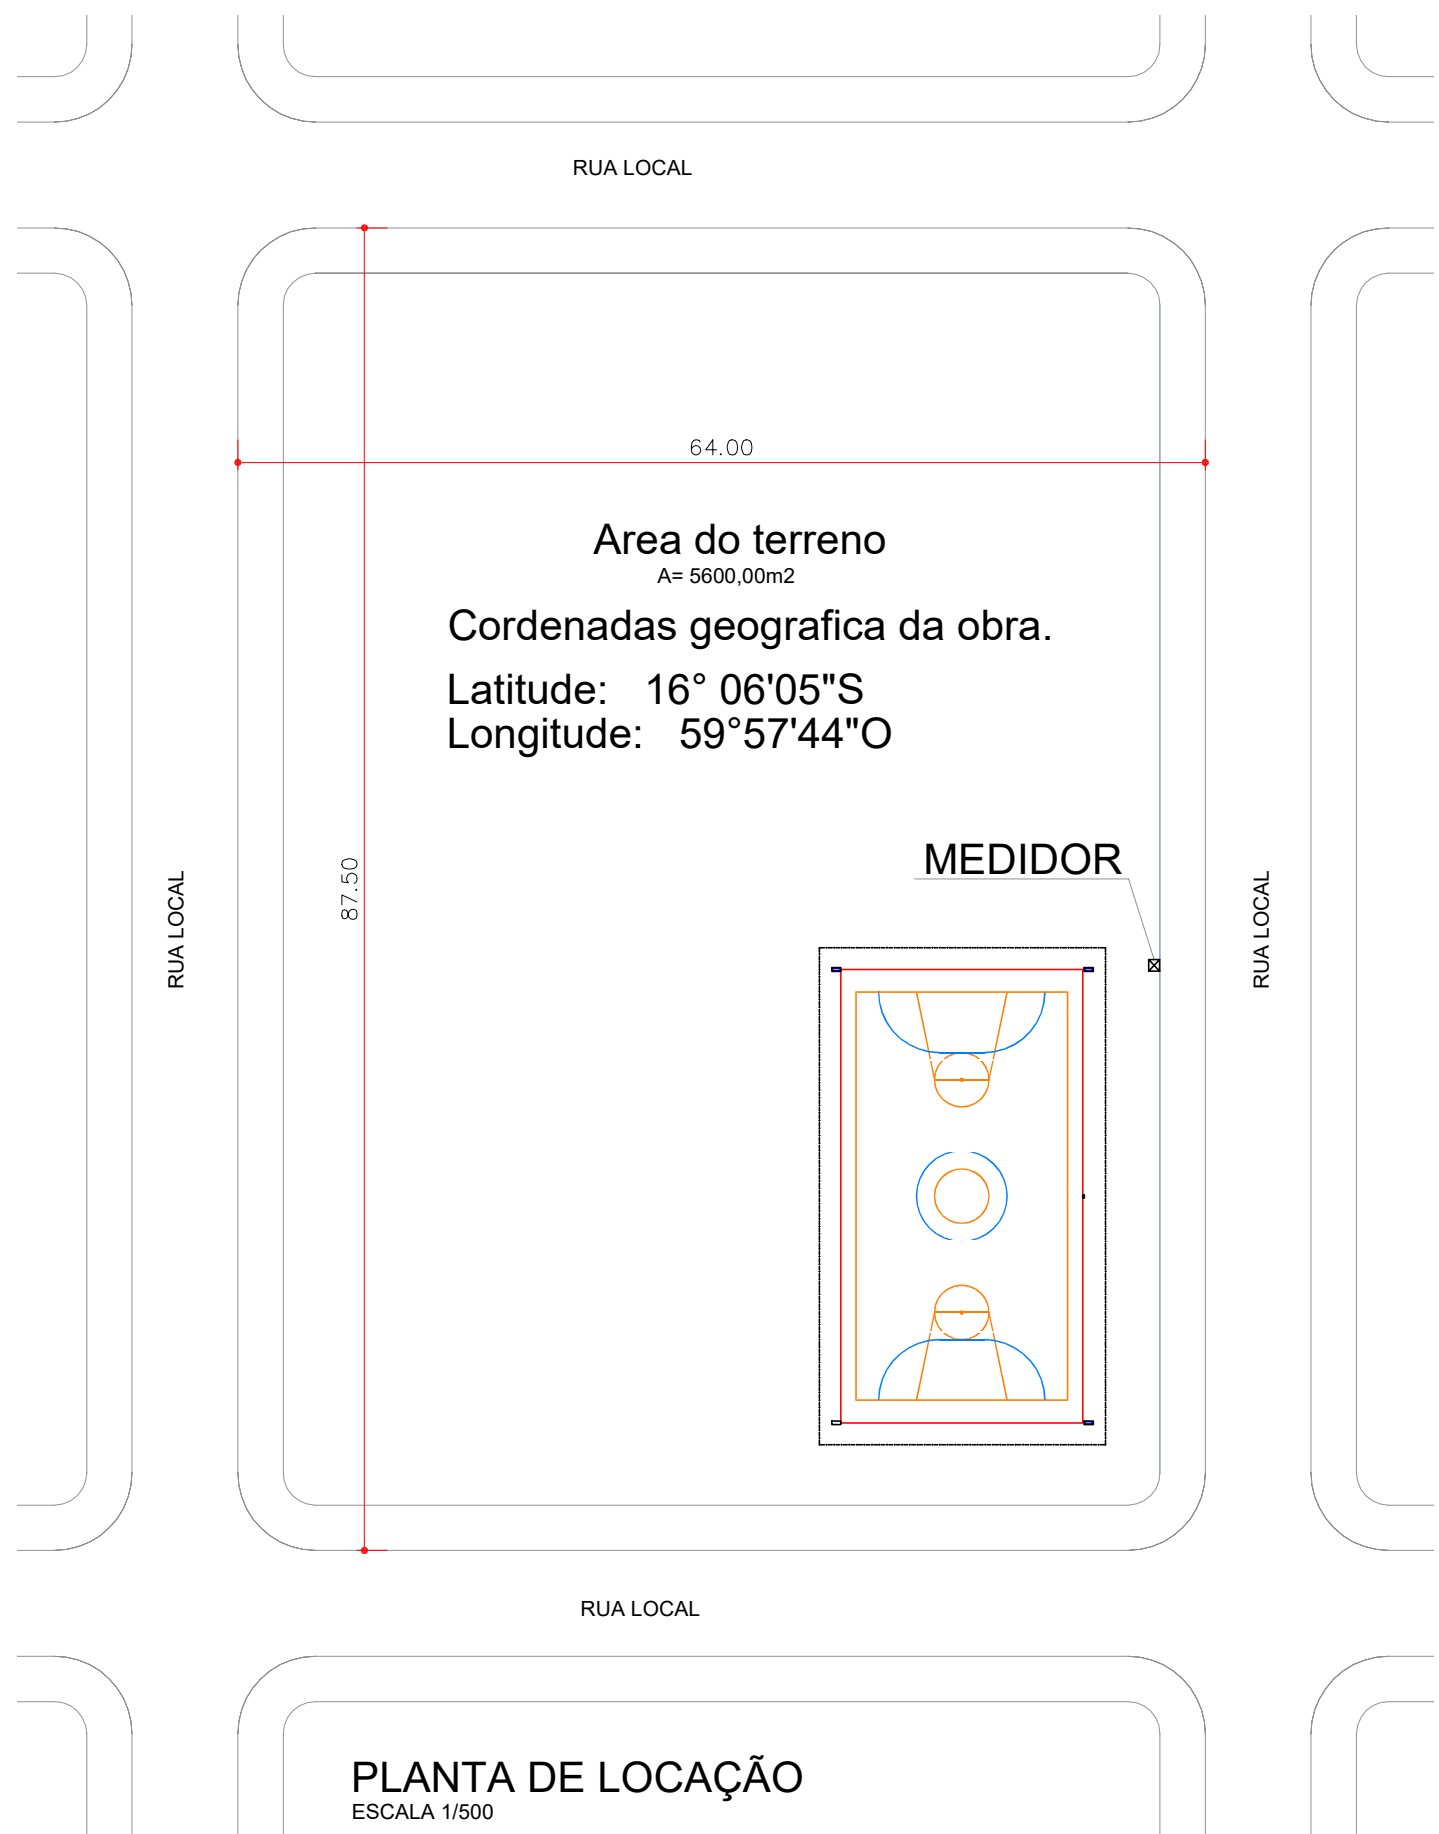 RUA LOCAL
64.00
Area do terreno
A= 5600,00m2
Cordenadas geografica da obra.
Latitude: 16° 06'05"S
Longitude: 59°57'44"O
MEDIDOR
87.50
RUA LOCAL
RUA LOCAL
RUA LOCAL
PLANTA DE LOCAÇÃO
ESCALA 1/500